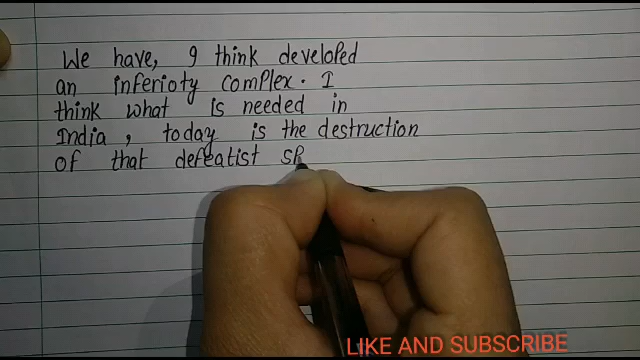 We have, I think developed
an inferioty complex. I
think what is needed in
India, today is the destruction
of that defeatist sp
LIKE AND SUBSCRIBE